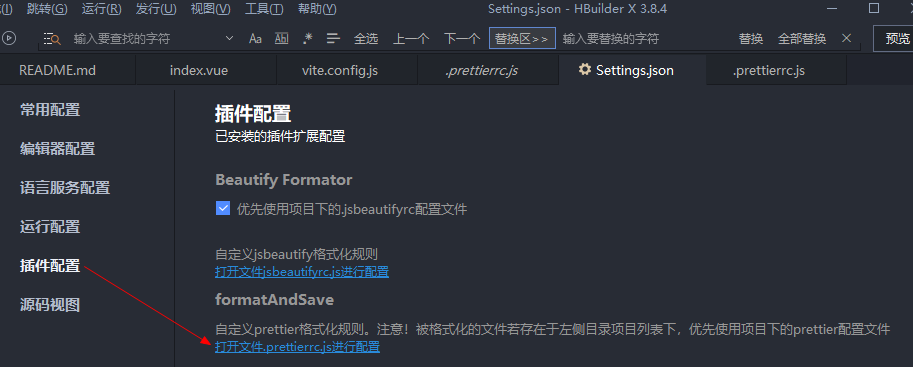 (I) 跳转(G) 运行(R) 发行(U) 视图(V) 工具(T) 帮助(Y) Settings.json - HBuilder X 3.8.4
输入要查找的字符 Aa 全选 上一个 下一个 替换区>> 输入要替换的字符 替换 全部替换 预览
README.md index.vue vite.config.js .prettierrc.js Settings.json .prettierrc.js
常用配置
插件配置
已安装的插件扩展配置
编辑器配置
Beautify Formator
语言服务配置
优先使用项目下的.jsbeautifyrc配置文件
运行配置
自定义jsbeautify格式化规则
插件配置
打开文件jsbeautifyrc.js进行配置
源码视图
formatAndSave
自定义prettier格式化规则。注意！被格式化的文件若存在于左侧目录项目列表下，优先使用项目下的prettier配置文件
打开文件.prettierrc.js进行配置